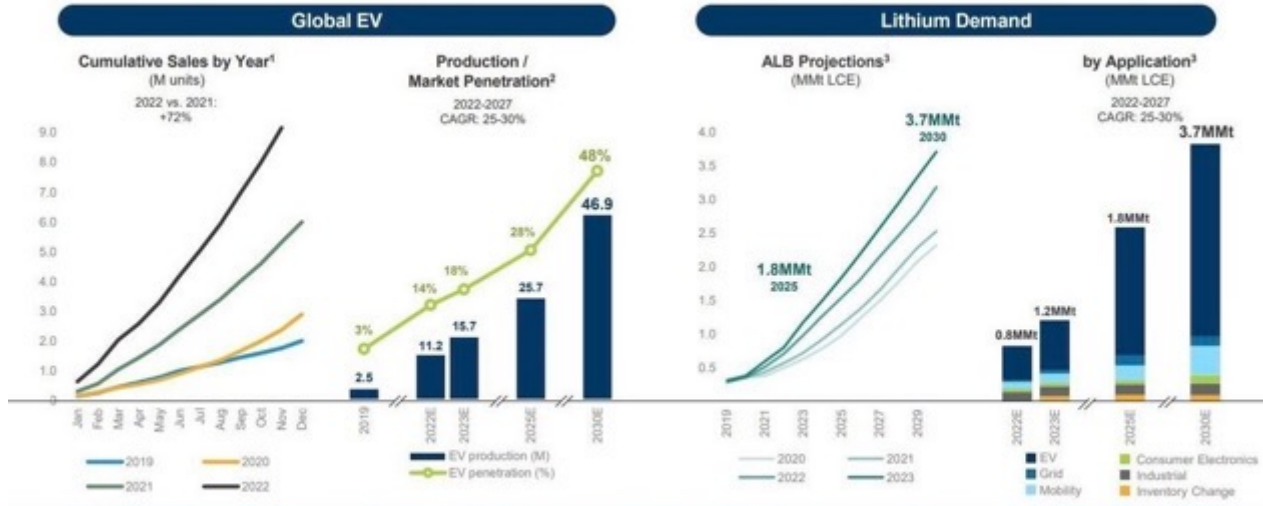 Global EV
Cumulative Sales by Year¹
(M units)
2022 vs. 2021:
+72%
9.0
8.0
7.0
6.0
5.0
4.0
3.0
2.0
1.0
0
Jan
Feb
Mar
Apr
May
Jun
Jul
Aug
Sep
Oct
Nov
Dec
2019
2020
2021
2022
Production /
Market Penetration²
2022-2027
CAGR: 25-30%
3%
14%
18%
28%
48%
2.5
11.2
15.7
25.7
46.9
2019
2022E
2023E
2025E
2030E
EV production (M)
EV penetration (%)
Lithium Demand
ALB Projections³
(MMt LCE)
3.7MMt
2030
1.8MMt
2025
4.0
3.5
3.0
2.5
2.0
1.5
1.0
0.5
2019
2021
2023
2025
2027
2029
2020
2021
2022
2023
by Application³
(MMt LCE)
2022-2027
CAGR: 25-30%
3.7MMt
1.8MMt
1.2MMt
0.8MMt
2022E
2023E
2025E
2030E
EV
Grid
Mobility
Consumer Electronics
Industrial
Inventory Change